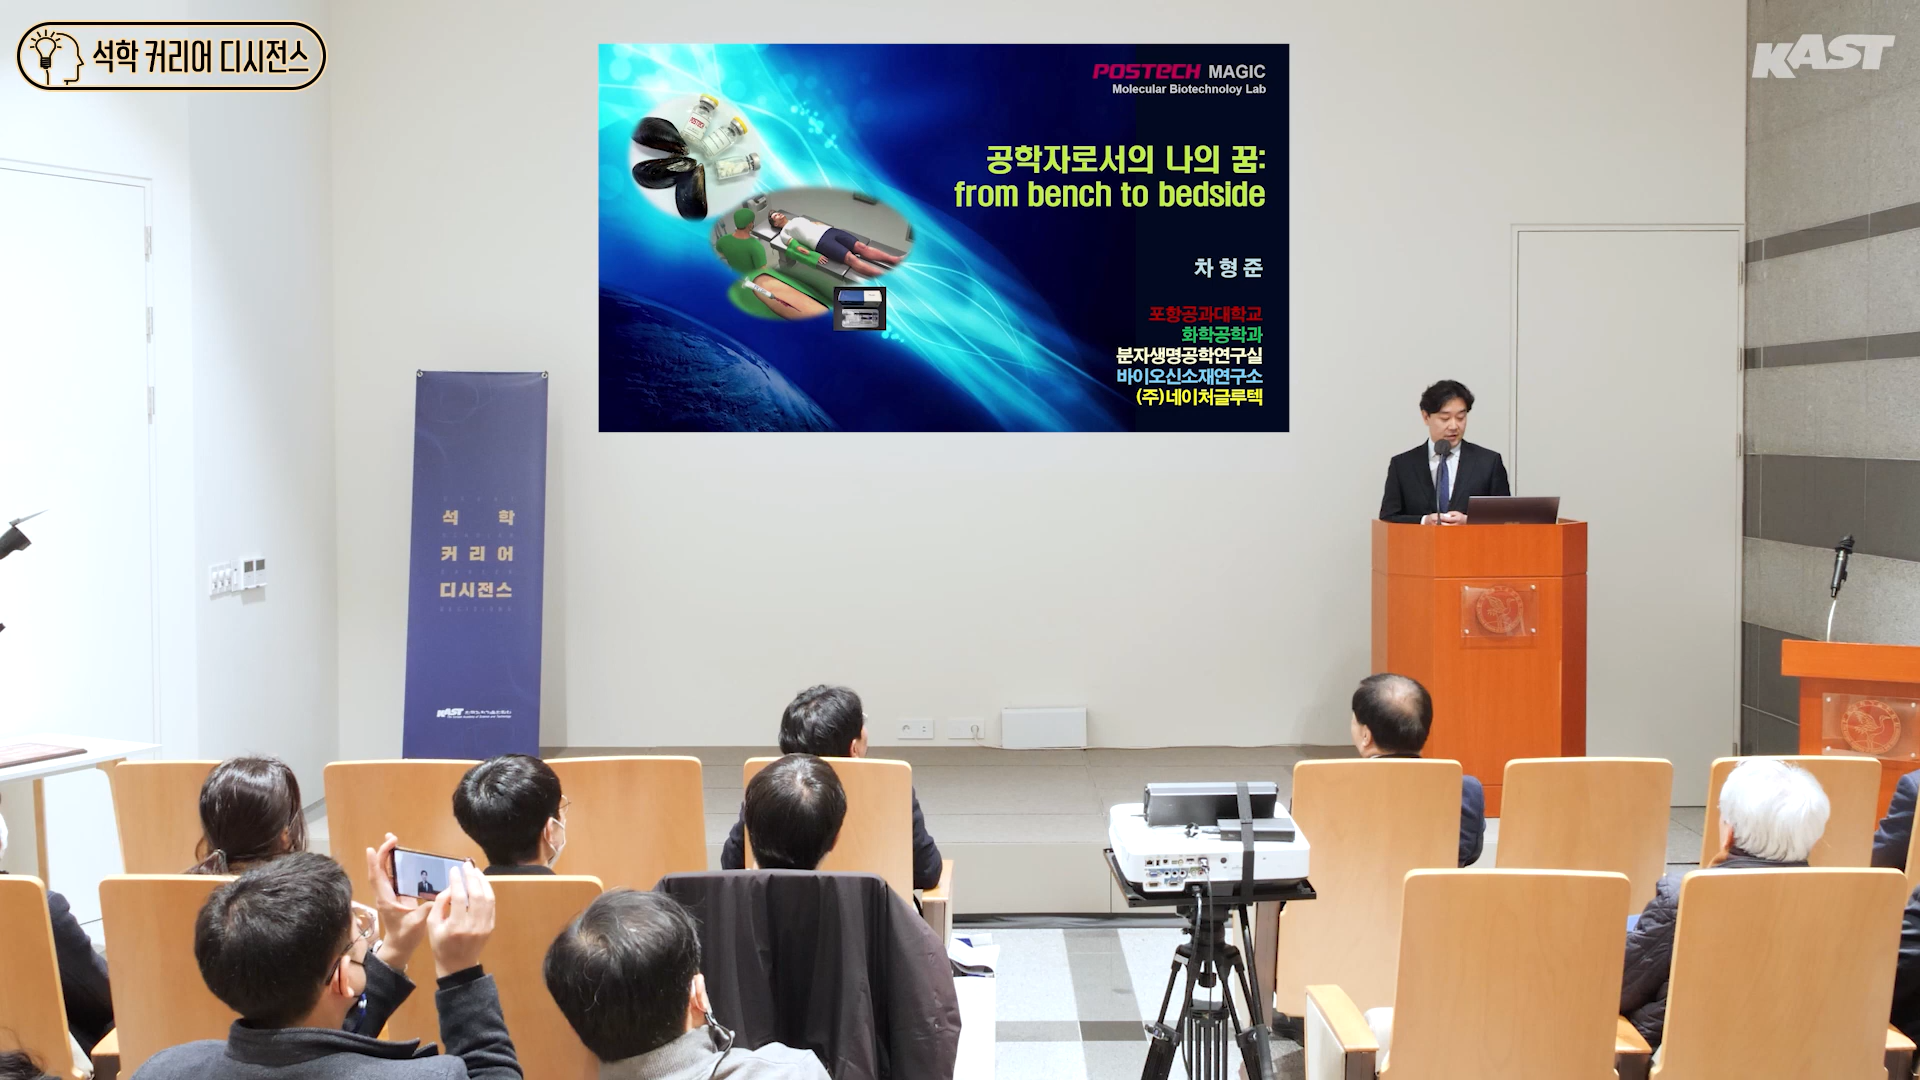 석학 커리어 디시전스
KAST
POSTECH MAGIC
Molecular Biotechnoloy Lab
공학자로서의 나의 꿈:
from bench to bedside
차 형 준
포항공과대학교
화학공학과
분자생명공학연구실
바이오신소재연구소
(주)네이처글루텍
POSTECH
석 학
커 리 어
디시전스
KAST